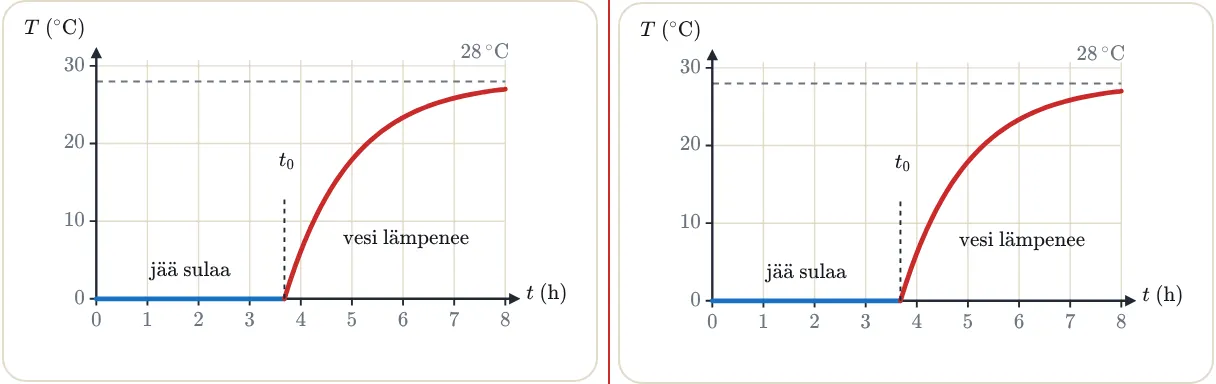 T (°C)
28 °C
30
20
t₀
10
vesi lämpenee
jää sulaa
0
t (h)
0 1 2 3 4 5 6 7 8
T (°C)
28 °C
30
20
t₀
10
vesi lämpenee
jää sulaa
0
t (h)
0 1 2 3 4 5 6 7 8